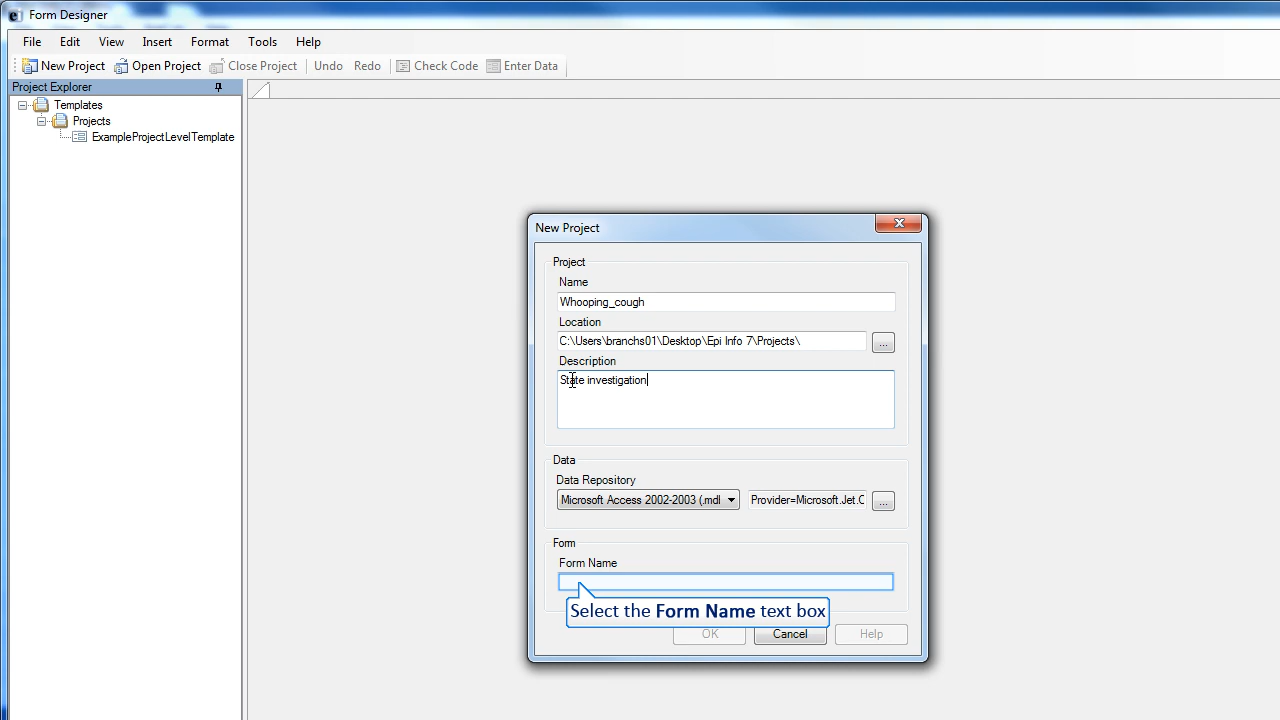 Form Designer
File Edit View Insert Format Tools Help
New Project Open Project Close Project Undo Redo Check Code Enter Data
Project Explorer
Templates
Projects
ExampleProjectLevelTemplate
New Project
Project
Name
Whooping_cough
Location
C:\Users\branchs01\Desktop\Epi Info 7\Projects\
...
Description
State investigation
Data
Data Repository
Microsoft Access 2002-2003 (.mdl Provider=Microsoft.Jet.O ...
Form
Form Name
Select the Form Name text box
OK Cancel Help